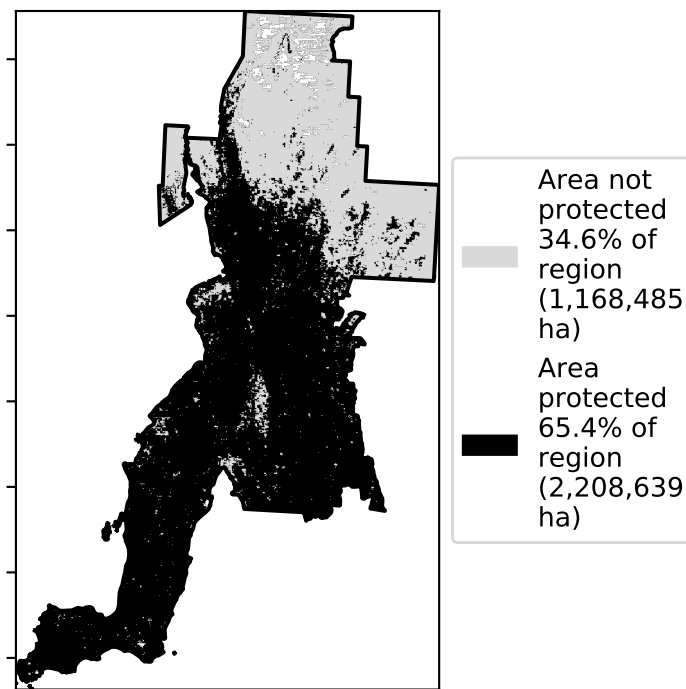 Area not
protected
34.6% of
region
(1,168,485
ha)
Area
protected
65.4% of
region
(2,208,639
ha)